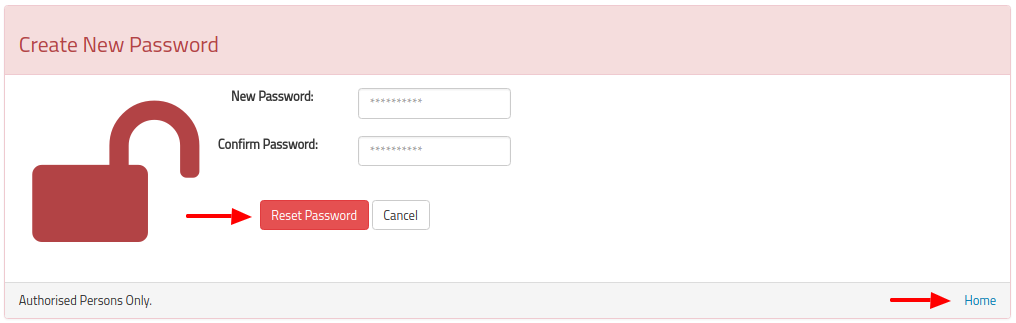 Create New Password
New Password: **********
Confirm Password: **********
Reset Password Cancel
Authorised Persons Only. Home